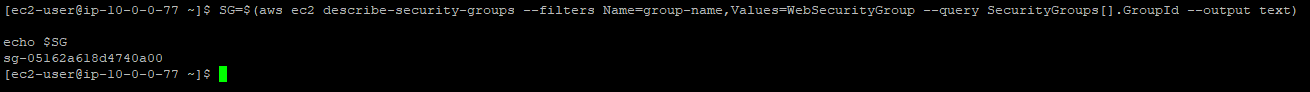 [ec2-user@ip-10-0-0-77 ~]$ SG=$(aws ec2 describe-security-groups --filters Name=group-name,Values=WebSecurityGroup --query SecurityGroups[].GroupId --output text)
echo $SG
sg-05162a618d4740a00
[ec2-user@ip-10-0-0-77 ~]$